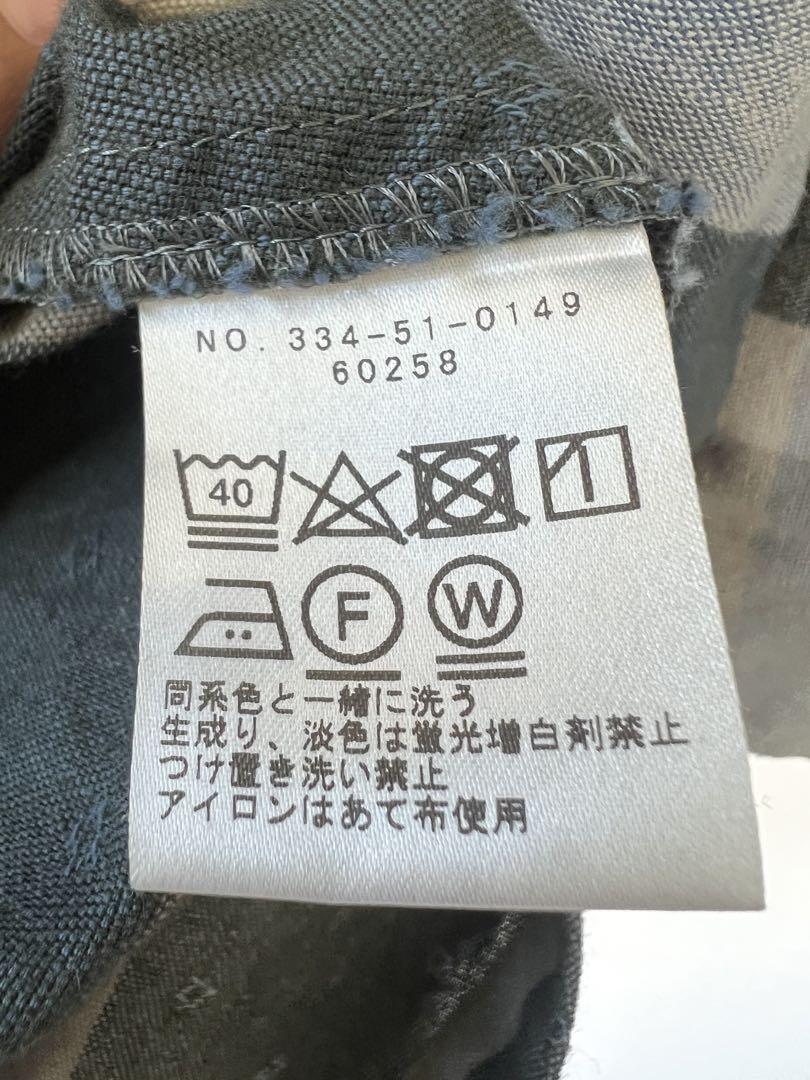 NO. 334-51-0149
60258
40
F W
同系色と一緒に洗う
生成り、淡色は蛍光増白剤禁止
つけ置き洗い禁止
アイロンはあて布使用